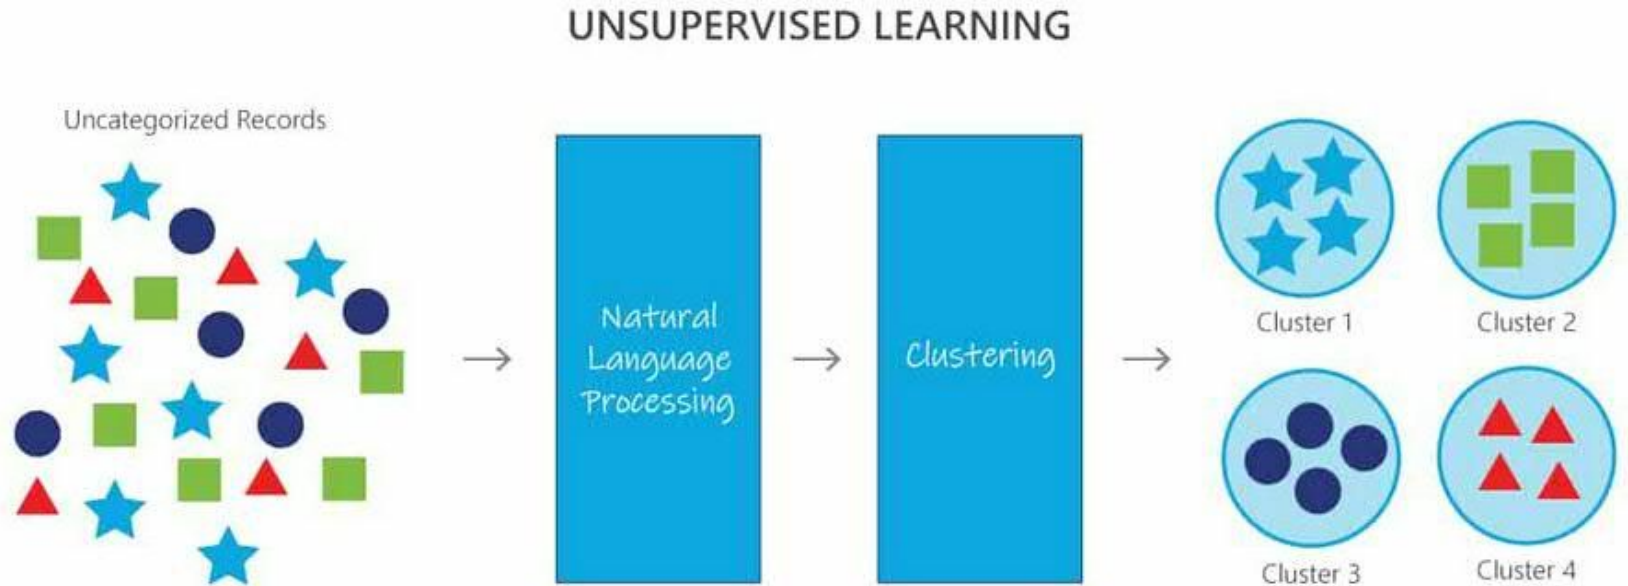 UNSUPERVISED LEARNING
Uncategorized Records
Natural
Language
Processing
Clustering
Cluster 1
Cluster 2
Cluster 3
Cluster 4